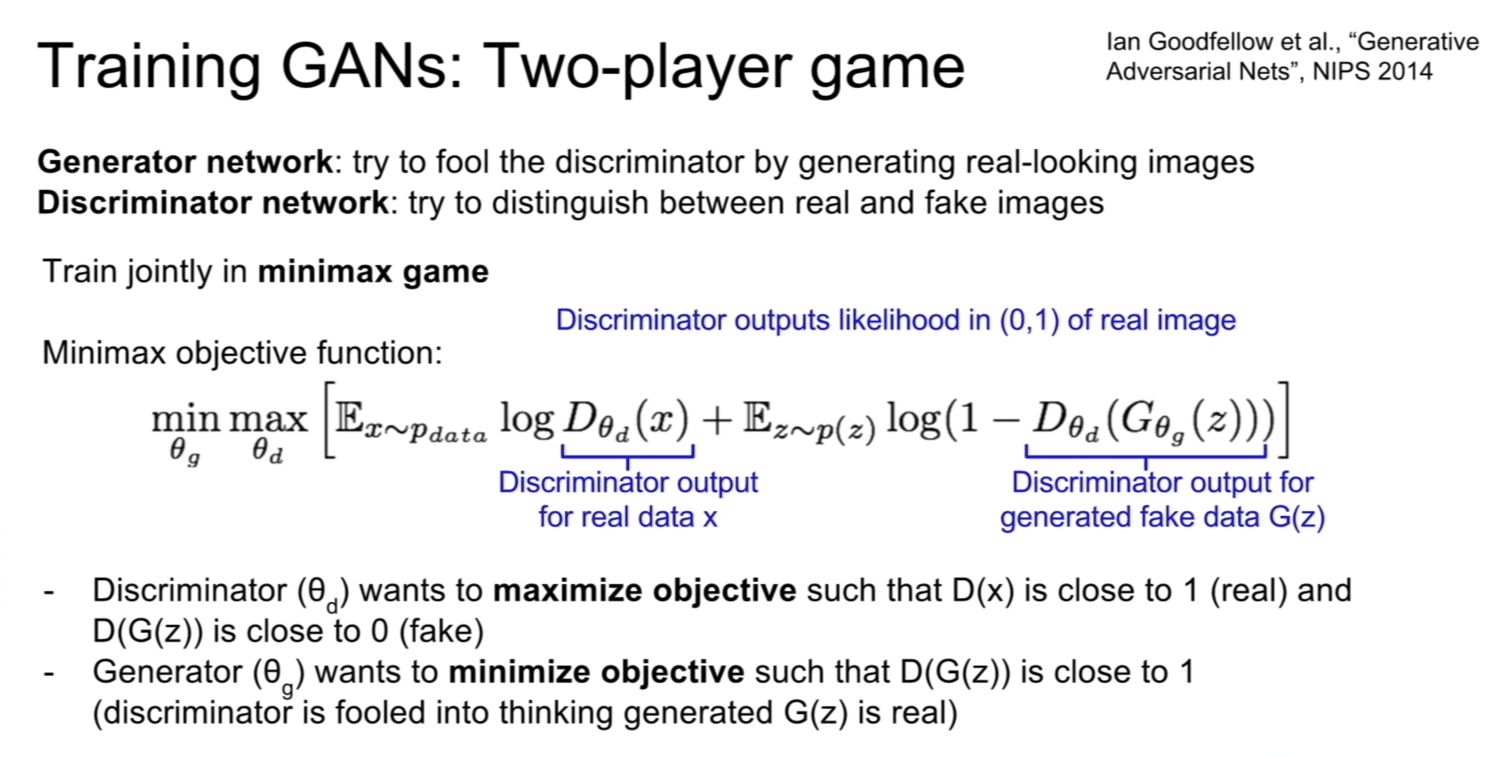 Training GANs: Two-player game
Ian Goodfellow et al., “Generative
Adversarial Nets”, NIPS 2014
Generator network: try to fool the discriminator by generating real-looking images
Discriminator network: try to distinguish between real and fake images
Train jointly in minimax game
Discriminator outputs likelihood in (0,1) of real image
Minimax objective function:
$\min_{\theta_g} \max_{\theta_d} \left[ \mathbb{E}_{x \sim p_{data}} \log D_{\theta_d}(x) + \mathbb{E}_{z \sim p(z)} \log(1 - D_{\theta_d}(G_{\theta_g}(z))) \right]$
Discriminator output
for real data x
Discriminator output for
generated fake data G(z)
- Discriminator (θ_d) wants to maximize objective such that D(x) is close to 1 (real) and
D(G(z)) is close to 0 (fake)
- Generator (θ_g) wants to minimize objective such that D(G(z)) is close to 1
(discriminator is fooled into thinking generated G(z) is real)